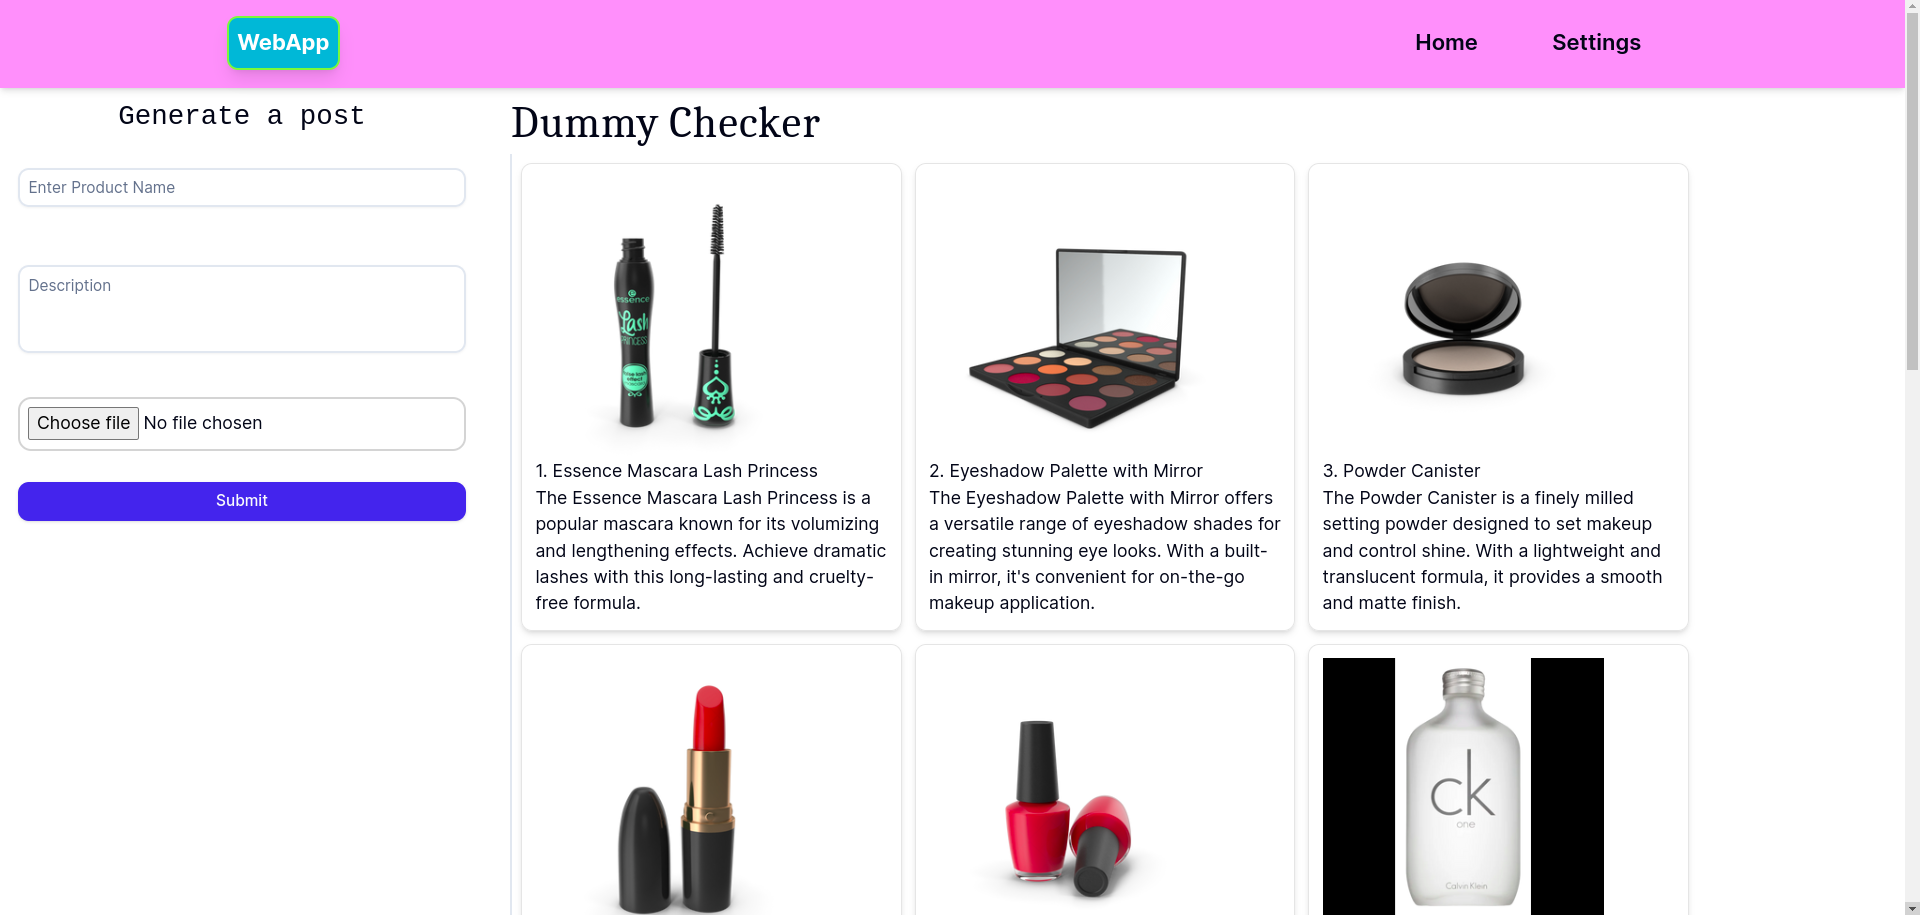 WebApp
Home
Settings
Generate a post
Enter Product Name
Description
Choose file No file chosen
Submit
Dummy Checker
essence
Lash
PRINCESS
false lash
effect
1. Essence Mascara Lash Princess
The Essence Mascara Lash Princess is a
popular mascara known for its volumizing
and lengthening effects. Achieve dramatic
lashes with this long-lasting and cruelty-
free formula.
2. Eyeshadow Palette with Mirror
The Eyeshadow Palette with Mirror offers
a versatile range of eyeshadow shades for
creating stunning eye looks. With a built-
in mirror, it's convenient for on-the-go
makeup application.
3. Powder Canister
The Powder Canister is a finely milled
setting powder designed to set makeup
and control shine. With a lightweight and
translucent formula, it provides a smooth
and matte finish.
ck
one
Calvin Klein